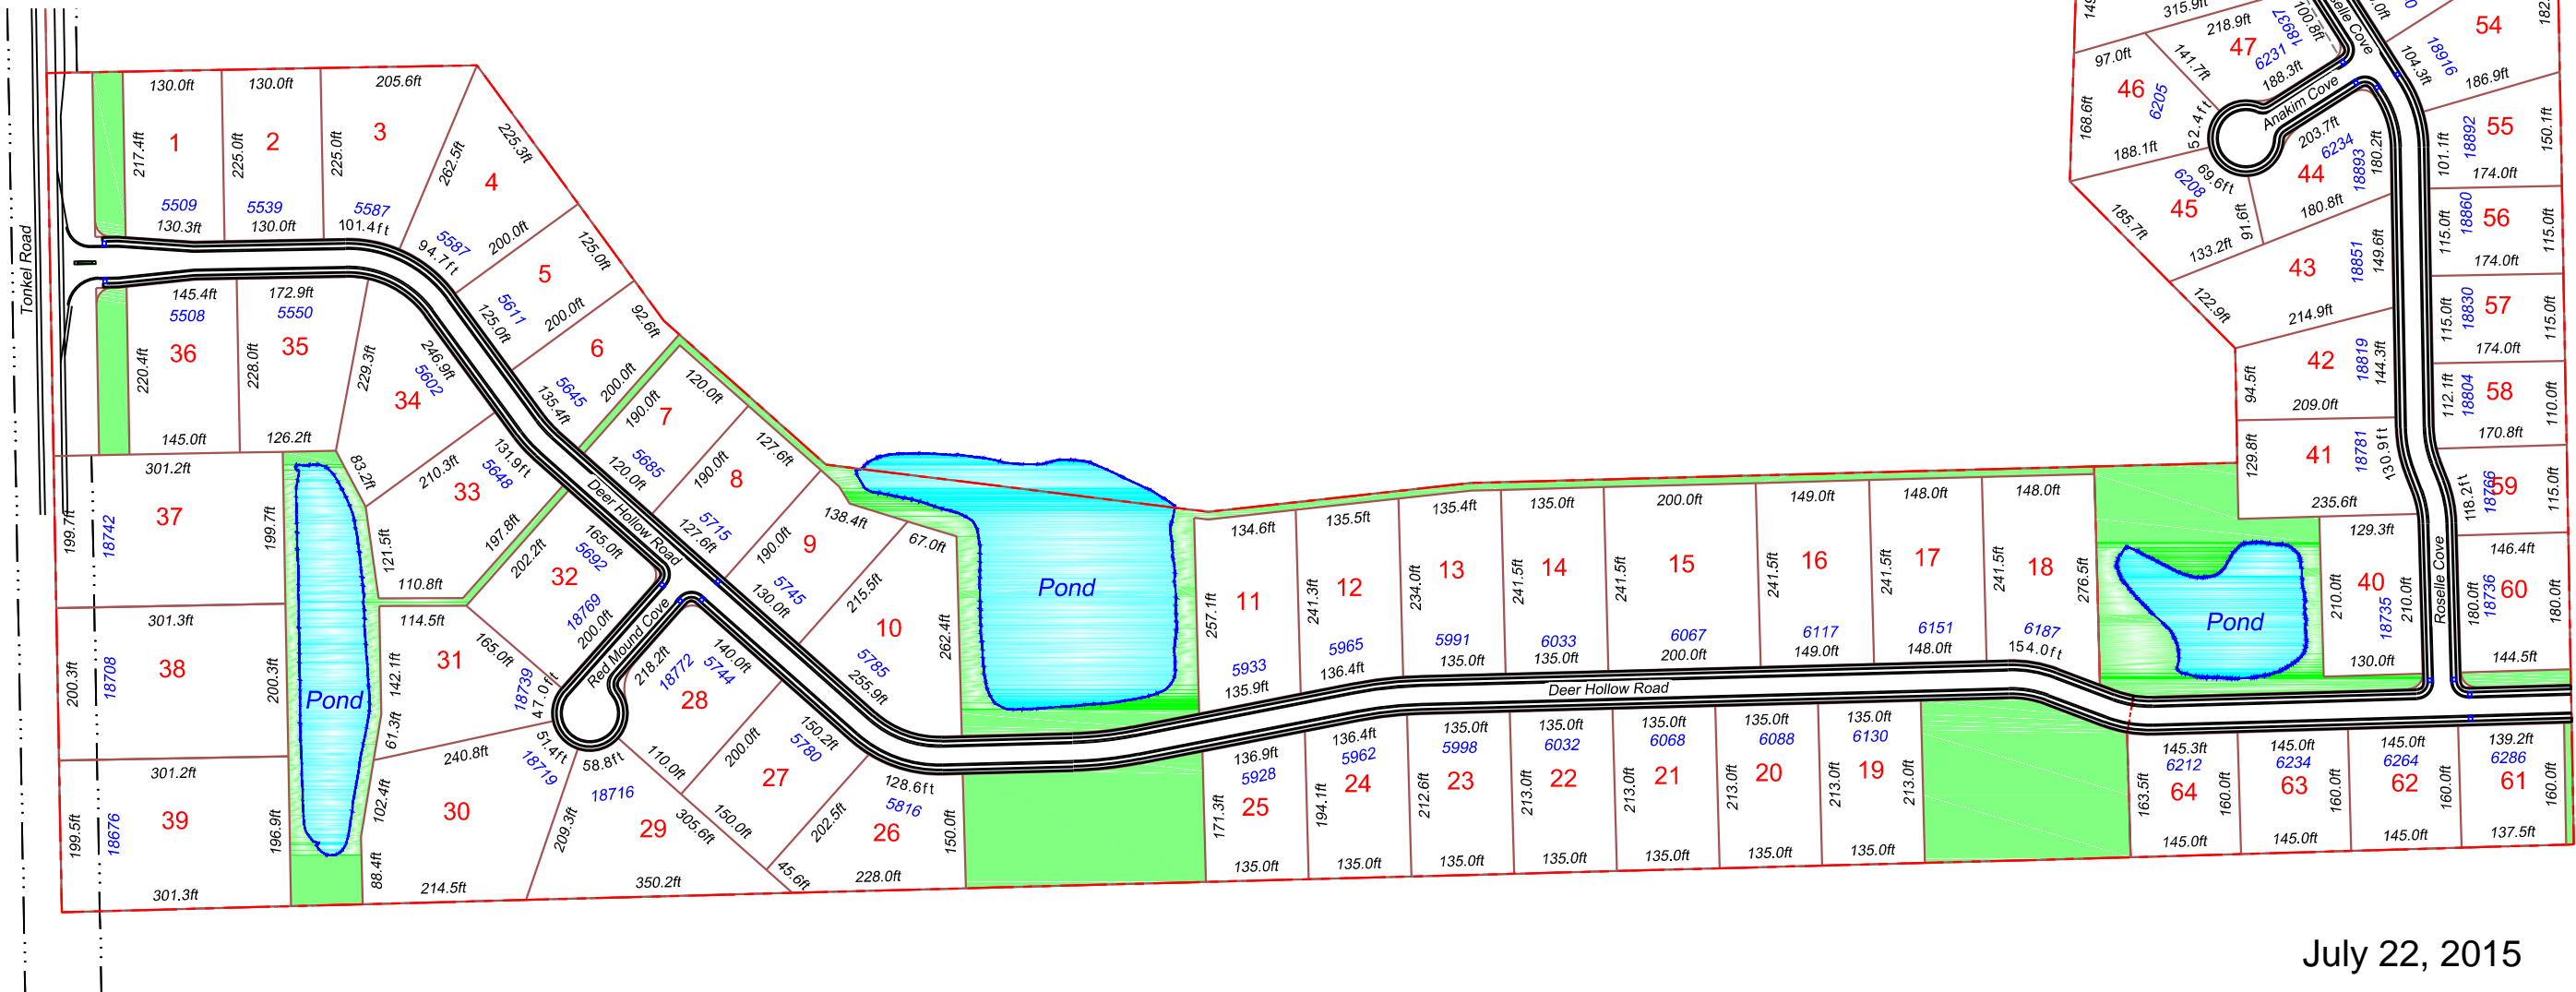 Tonkel Road
130.0ft
217.4ft
1
5509
130.3ft
130.0ft
225.0ft
2
5539
130.0ft
205.6ft
225.0ft
3
5587
101.4ft
225.3ft
262.5ft
4
5587
94.7ft
200.0ft
125.0ft
5
5611
125.0ft
200.0ft
92.6ft
6
5645
135.4ft
200.0ft
120.0ft
190.0ft
7
5685
120.0ft
127.6ft
190.0ft
8
5715
127.6ft
138.4ft
190.0ft
9
5745
130.0ft
67.0ft
215.5ft
10
5785
255.9ft
262.4ft
145.4ft
5508
36
220.4ft
145.0ft
172.9ft
5550
35
228.0ft
126.2ft
246.9ft
5602
229.3ft
34
83.2ft
131.9ft
5648
210.3ft
33
121.5ft
197.8ft
110.8ft
Deer Hollow Road
165.0ft
5692
202.2ft
32
18769
200.0ft
Red Mound Cove
301.2ft
37
199.7ft
18742
199.7ft
301.3ft
38
200.3ft
18708
200.3ft
301.2ft
39
199.5ft
18676
196.9ft
301.3ft
Pond
114.5ft
31
165.0ft
142.1ft
18739
47.0ft
61.3ft
240.8ft
51.4ft
18719
102.4ft
30
88.4ft
214.5ft
58.8ft
18716
209.3ft
29
305.6ft
350.2ft
218.2ft
18772
5744
140.0ft
28
110.0ft
150.2ft
5780
200.0ft
27
150.0ft
128.6ft
5816
202.5ft
26
45.6ft
228.0ft
150.0ft
Pond
134.6ft
257.1ft
11
5933
135.9ft
135.5ft
241.3ft
12
5965
136.4ft
135.4ft
234.0ft
13
5991
135.0ft
135.0ft
241.5ft
14
6033
135.0ft
200.0ft
241.5ft
15
6067
200.0ft
149.0ft
241.5ft
16
6117
149.0ft
148.0ft
241.5ft
17
6151
148.0ft
148.0ft
241.5ft
18
276.5ft
6187
154.0ft
Deer Hollow Road
136.9ft
5928
171.3ft
25
135.0ft
136.4ft
5962
194.1ft
24
135.0ft
135.0ft
5998
212.6ft
23
135.0ft
135.0ft
6032
213.0ft
22
135.0ft
135.0ft
6068
213.0ft
21
135.0ft
135.0ft
6088
213.0ft
20
135.0ft
135.0ft
6130
213.0ft
19
213.0ft
135.0ft
Pond
315.9ft
218.9ft
18937
100.8ft
47
6231
188.3ft
141.7ft
97.0ft
46
6205
168.6ft
188.1ft
52.4ft
Anakim Cove
203.7ft
6234
44
18893
180.2ft
69.6ft
6208
45
185.7ft
91.6ft
180.8ft
133.2ft
43
18851
149.6ft
122.9ft
214.9ft
42
18819
144.3ft
94.5ft
209.0ft
129.8ft
41
18781
130.9ft
235.6ft
129.3ft
210.0ft
40
18735
210.0ft
130.0ft
Roselle Cove
54
18916
104.3ft
186.9ft
55
18892
101.1ft
150.1ft
174.0ft
56
18860
115.0ft
115.0ft
174.0ft
57
18830
115.0ft
115.0ft
174.0ft
58
18804
112.1ft
110.0ft
170.8ft
59
18766
118.2ft
115.0ft
146.4ft
60
18736
180.0ft
180.0ft
144.5ft
145.3ft
6212
163.5ft
64
160.0ft
145.0ft
145.0ft
6234
63
160.0ft
145.0ft
145.0ft
6264
62
160.0ft
145.0ft
139.2ft
6286
61
160.0ft
137.5ft
July 22, 2015